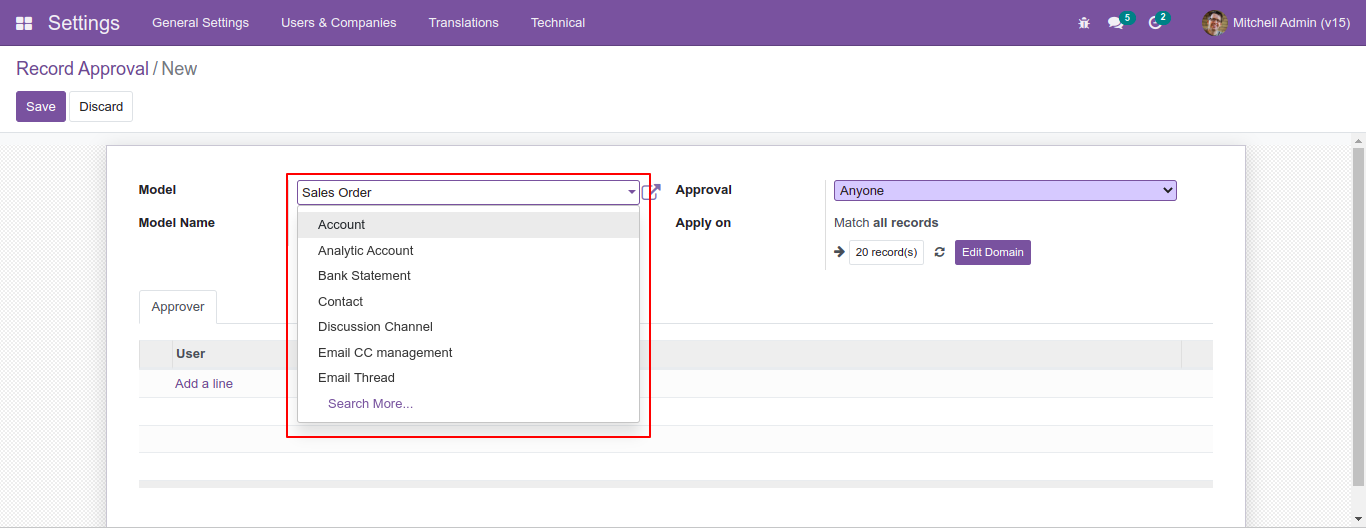 Settings General Settings Users & Companies Translations Technical 5 2 Mitchell Admin (v15)
Record Approval / New
Save Discard
Model Sales Order Approval Anyone
Model Name Apply on Match all records
20 record(s) Edit Domain
Account
Analytic Account
Bank Statement
Contact
Discussion Channel
Email CC management
Email Thread
Search More...
Approver
User
Add a line